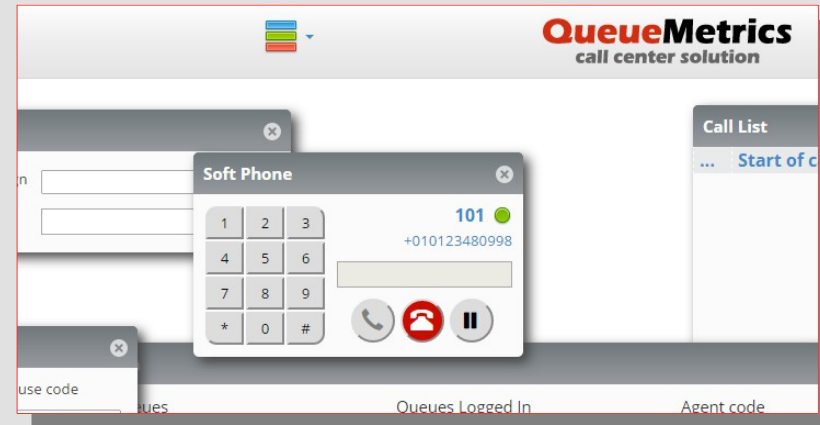 QueueMetrics
call center solution
Call List
... Start of c
Soft Phone
101
+010123480998
1 2 3
4 5 6
7 8 9
* 0 #
use code
Queues Logged In
Agent code